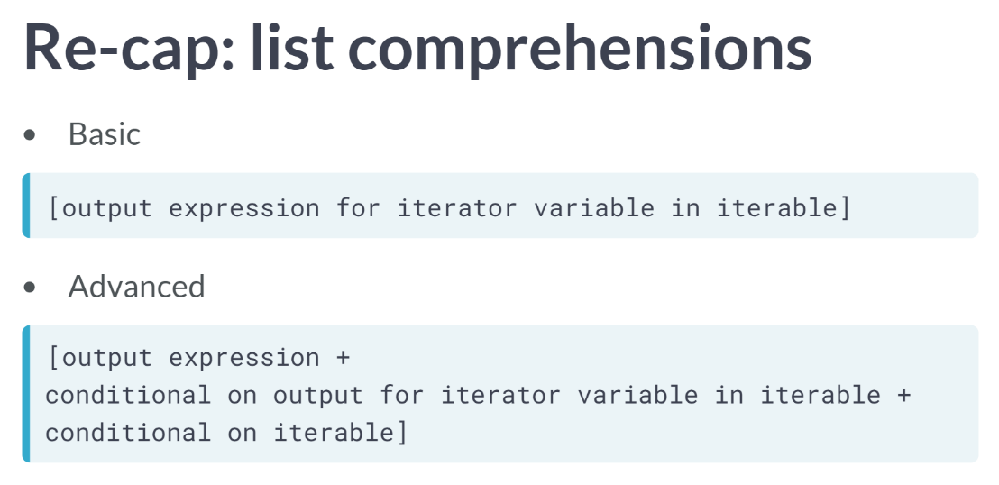 Re-cap: list comprehensions
• Basic
[output expression for iterator variable in iterable]
• Advanced
[output expression +
conditional on output for iterator variable in iterable +
conditional on iterable]